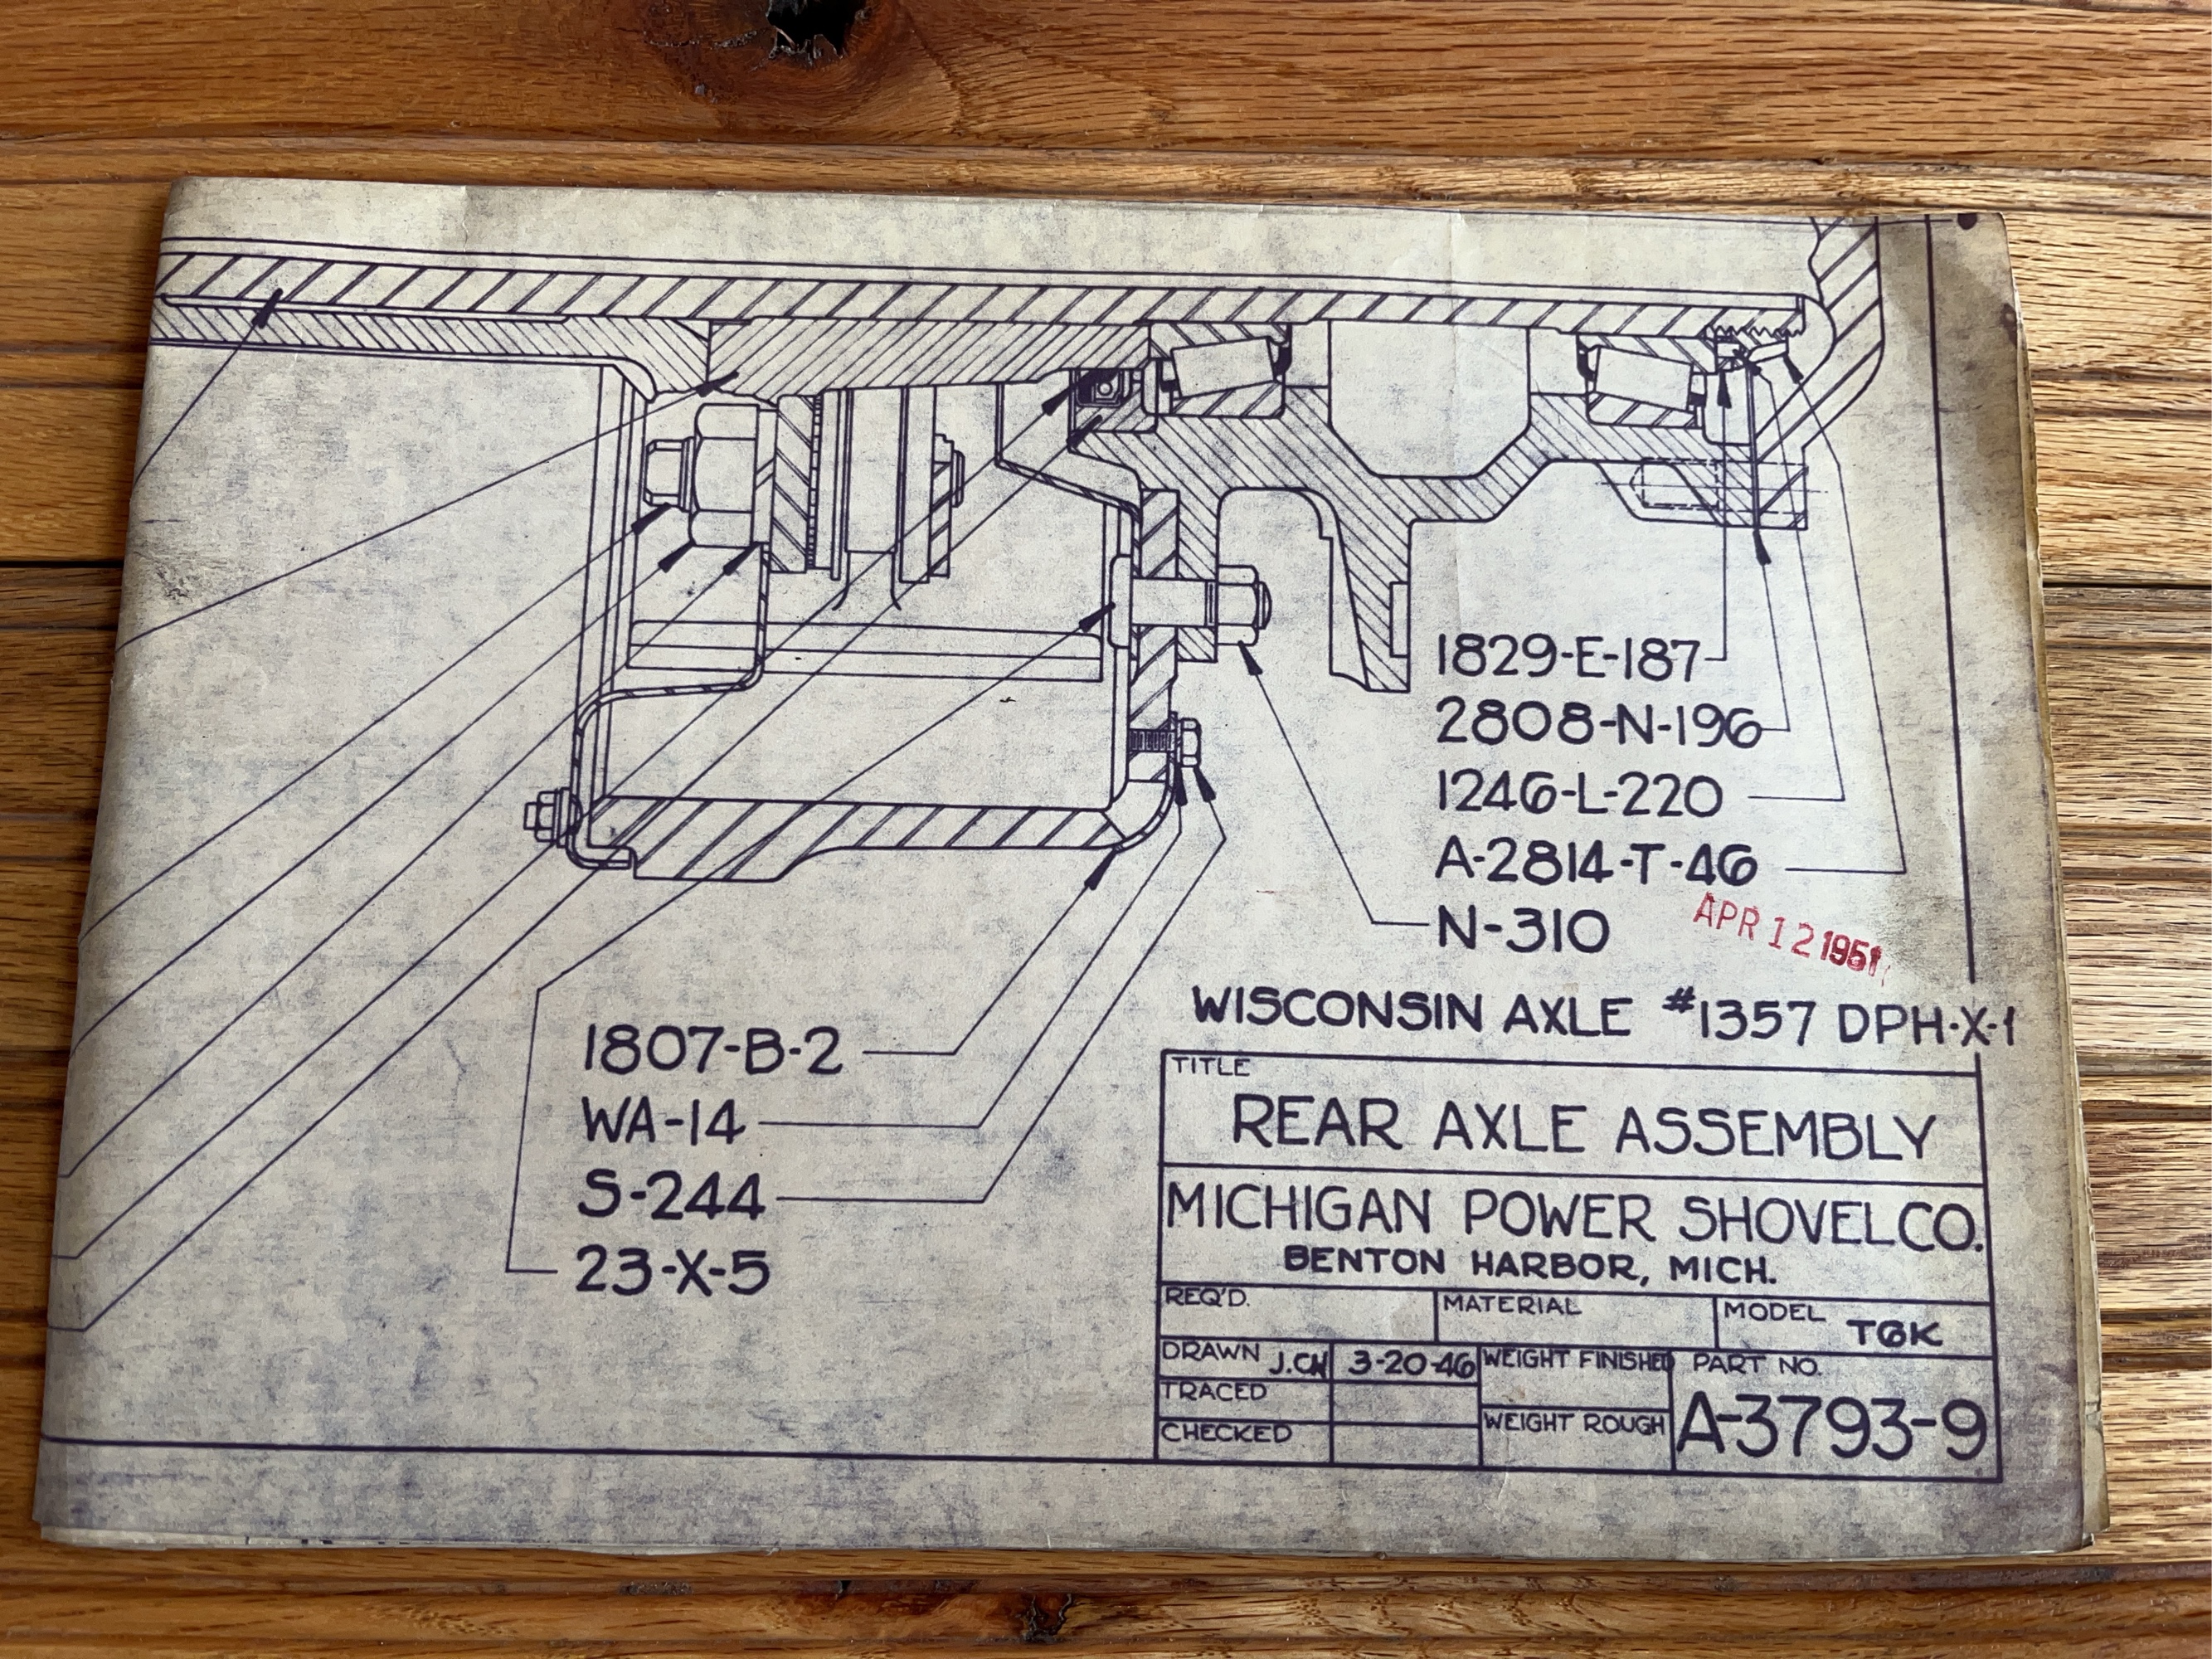 1829-E-187
2808-N-196
1246-L-220
A-2814-T-46
N-310
APR 12 1951
WISCONSIN AXLE #1357 DPH-X-1
1807-B-2
WA-14
S-244
23-X-5
TITLE
REAR AXLE ASSEMBLY
MICHIGAN POWER SHOVEL CO.
BENTON HARBOR, MICH.
REQ'D.
MATERIAL
MODEL T6K
DRAWN J.CH 3-20-46
WEIGHT FINISHED
PART NO.
TRACED
CHECKED
WEIGHT ROUGH
A-3793-9